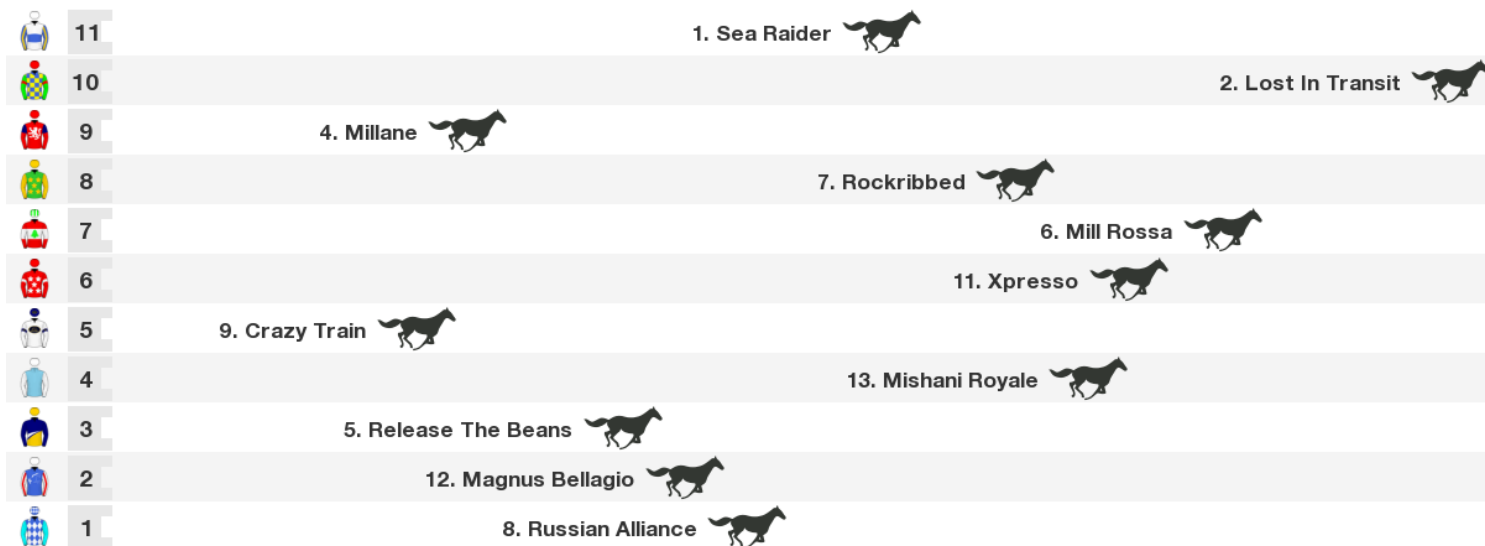 11 1. Sea Raider
10 2. Lost In Transit
9 4. Millane
8 7. Rockribbed
7 6. Mill Rossa
6 11. Xpresso
5 9. Crazy Train
4 13. Mishani Royale
3 5. Release The Beans
2 12. Magnus Bellagio
1 8. Russian Alliance